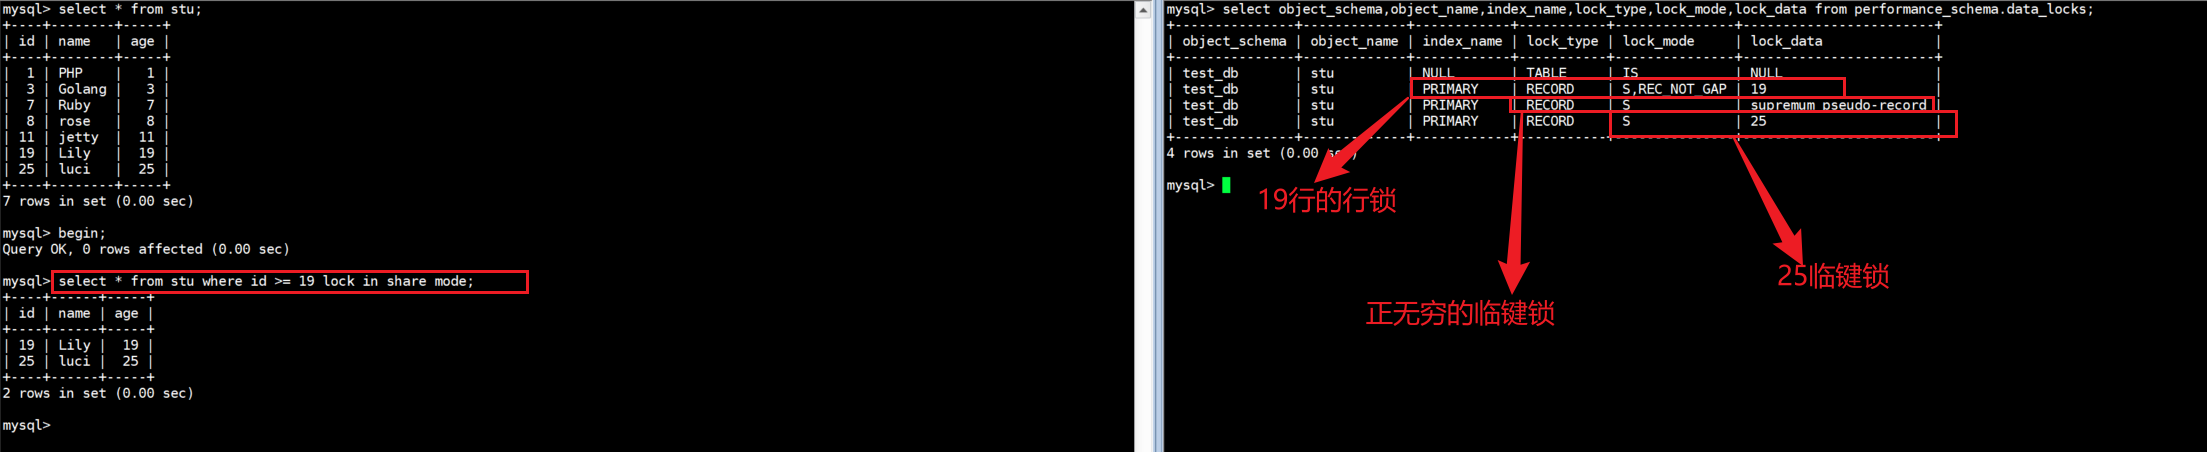 mysql> select * from stu;
+----+--------+-----+
| id | name   | age |
+----+--------+-----+
|  1 | PHP    |   1 |
|  3 | Golang |   3 |
|  7 | Ruby   |   7 |
|  8 | rose   |   8 |
| 11 | jetty  |  11 |
| 19 | Lily   |  19 |
| 25 | luci   |  25 |
+----+--------+-----+
7 rows in set (0.00 sec)
mysql> begin;
Query OK, 0 rows affected (0.00 sec)
mysql> select * from stu where id >= 19 lock in share mode;
+----+------+-----+
| id | name | age |
+----+------+-----+
| 19 | Lily |  19 |
| 25 | luci |  25 |
+----+------+-----+
2 rows in set (0.00 sec)
mysql>
mysql> select object_schema,object_name,index_name,lock_type,lock_mode,lock_data from performance_schema.data_locks;
+---------------+-------------+------------+-----------+---------------+------------------------+
| object_schema | object_name | index_name | lock_type | lock_mode     | lock_data              |
+---------------+-------------+------------+-----------+---------------+------------------------+
| test_db       | stu         | NULL       | TABLE     | IS            | NULL                   |
| test_db       | stu         | PRIMARY    | RECORD    | S,REC_NOT_GAP | 19                     |
| test_db       | stu         | PRIMARY    | RECORD    | S             | supremum pseudo-record |
| test_db       | stu         | PRIMARY    | RECORD    | S             | 25                     |
+---------------+-------------+------------+-----------+---------------+------------------------+
4 rows in set (0.00 sec)
mysql>
19行的行锁
25临键锁
正无穷的临键锁